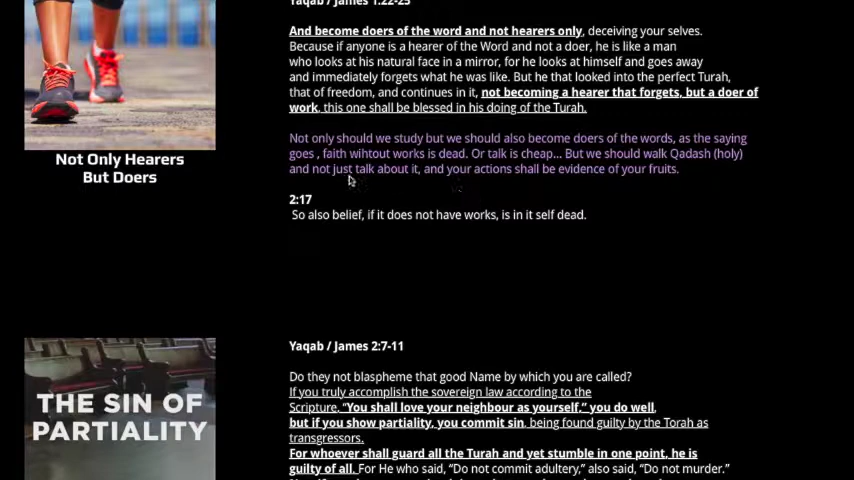 Yaqab / James 1:22-25
And become doers of the word and not hearers only, deceiving your selves.
Because if anyone is a hearer of the Word and not a doer, he is like a man
who looks at his natural face in a mirror, for he looks at himself and goes away
and immediately forgets what he was like. But he that looked into the perfect Turah,
that of freedom, and continues in it, not becoming a hearer that forgets, but a doer of
work, this one shall be blessed in his doing of the Turah.
Not only should we study but we should also become doers of the words, as the saying
goes , faith wihtout works is dead. Or talk is cheap... But we should walk Qadash (holy)
and not just talk about it, and your actions shall be evidence of your fruits.
2:17
So also belief, if it does not have works, is in it self dead.
Not Only Hearers
But Doers
Yaqab / James 2:7-11
Do they not blaspheme that good Name by which you are called?
If you truly accomplish the sovereign law according to the
Scripture, “You shall love your neighbour as yourself,” you do well,
but if you show partiality, you commit sin, being found guilty by the Torah as
transgressors.
For whoever shall guard all the Turah and yet stumble in one point, he is
guilty of all. For He who said, “Do not commit adultery,” also said, “Do not murder.”
THE SIN OF
PARTIALITY